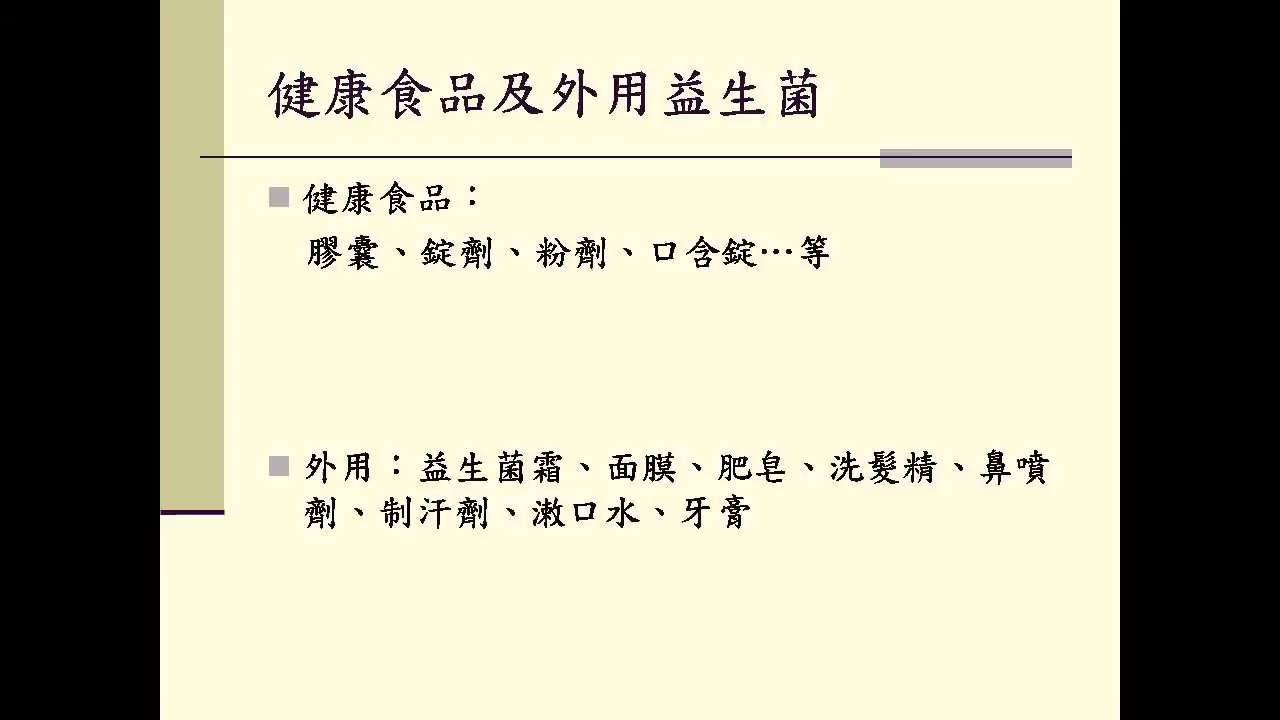 健康食品及外用益生菌
健康食品：
膠囊、錠劑、粉劑、口含錠…等
外用：益生菌霜、面膜、肥皂、洗髮精、鼻噴
劑、制汗劑、漱口水、牙膏